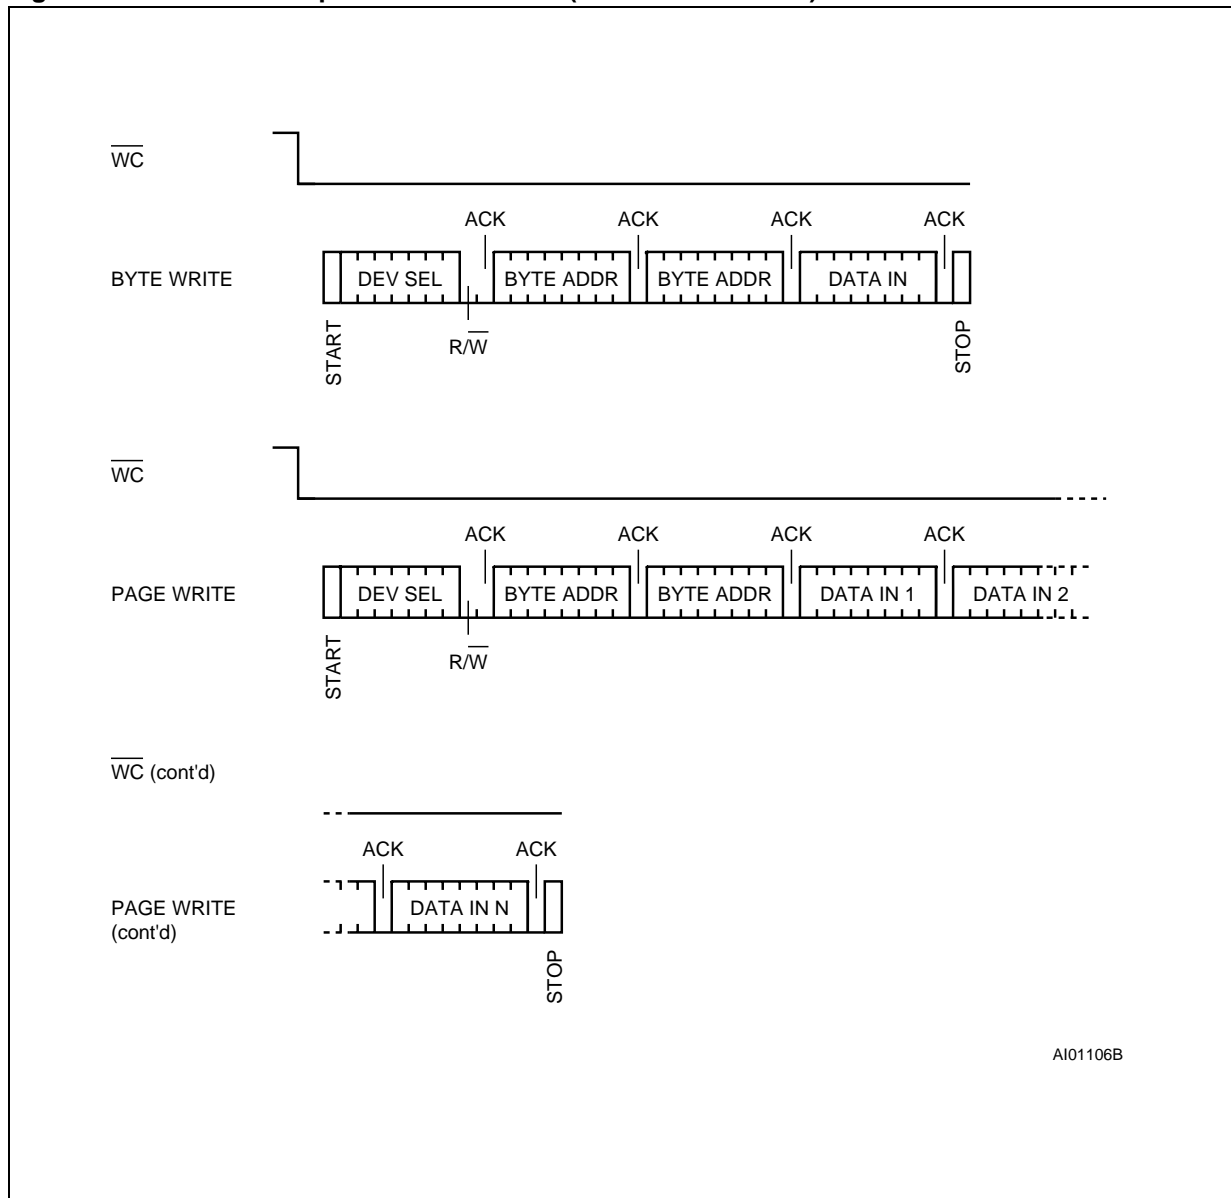 WC
ACK ACK ACK ACK
BYTE WRITE DEV SEL BYTE ADDR BYTE ADDR DATA IN
START R/W STOP
WC
ACK ACK ACK ACK
PAGE WRITE DEV SEL BYTE ADDR BYTE ADDR DATA IN 1 DATA IN 2
START R/W
WC (cont'd)
ACK ACK
PAGE WRITE DATA IN N
(cont'd)
STOP
AI01106B